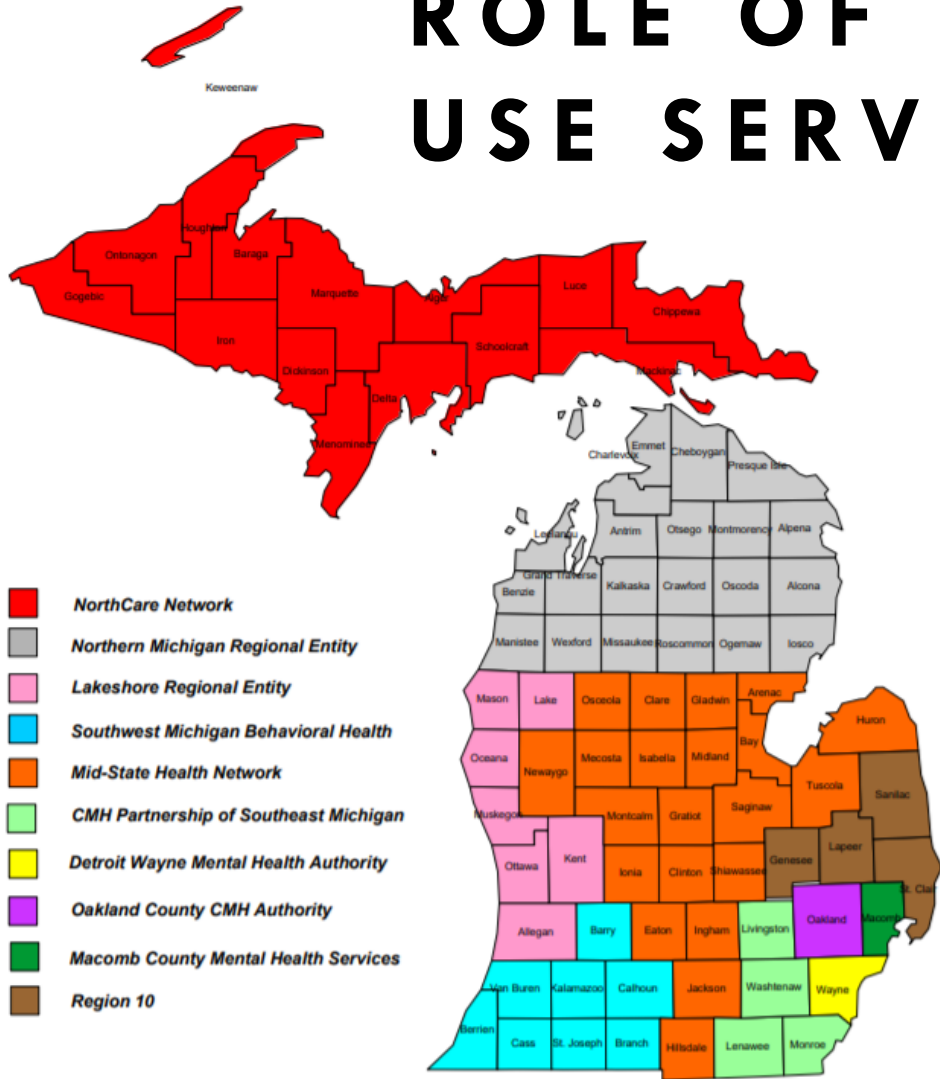 ROLE OF
USE SERV
Keweenaw
Houghton
Ontonagon
Baraga
Gogebic
Marquette
Alger
Luce
Chippewa
Iron
Schoolcraft
Dickinson
Mackinac
Delta
Menominee
Emmet
Cheboygan
Charlevoix
Presque Isle
Leelanau
Antrim
Otsego
Montmorency
Alpena
Grand Traverse
Benzie
Kalkaska
Crawford
Oscoda
Alcona
Manistee
Wexford
Missaukee
Roscommon
Ogemaw
Iosco
Mason
Lake
Osceola
Clare
Gladwin
Arenac
Huron
Oceana
Newaygo
Mecosta
Isabella
Midland
Bay
Tuscola
Sanilac
Muskegon
Montcalm
Gratiot
Saginaw
Ottawa
Kent
Ionia
Clinton
Shiawassee
Genesee
Lapeer
St. Clair
Allegan
Barry
Eaton
Ingham
Livingston
Oakland
Macomb
Van Buren
Kalamazoo
Calhoun
Jackson
Washtenaw
Wayne
Berrien
Cass
St. Joseph
Branch
Hillsdale
Lenawee
Monroe
NorthCare Network
Northern Michigan Regional Entity
Lakeshore Regional Entity
Southwest Michigan Behavioral Health
Mid-State Health Network
CMH Partnership of Southeast Michigan
Detroit Wayne Mental Health Authority
Oakland County CMH Authority
Macomb County Mental Health Services
Region 10